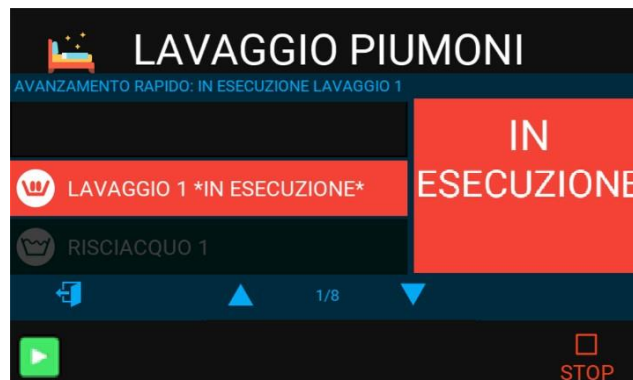 LAVAGGIO PIUMONI
AVANZAMENTO RAPIDO: IN ESECUZIONE LAVAGGIO 1
IN
ESECUZIONE
LAVAGGIO 1 *IN ESECUZIONE*
RISCIACQUO 1
1/8
STOP